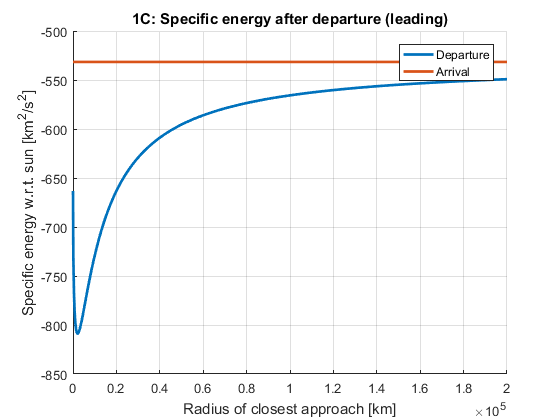 1C: Specific energy after departure (leading)
Specific energy w.r.t. sun [km²/s²]
-500
-550
-600
-650
-700
-750
-800
-850
Departure
Arrival
0 0.2 0.4 0.6 0.8 1 1.2 1.4 1.6 1.8 2
×10⁵
Radius of closest approach [km]